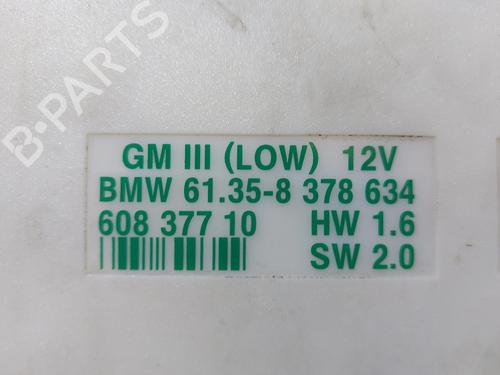 B-PARTS
GM III (LOW) 12V
BMW 61.35-8 378 634
608 377 10 HW 1.6
SW 2.0